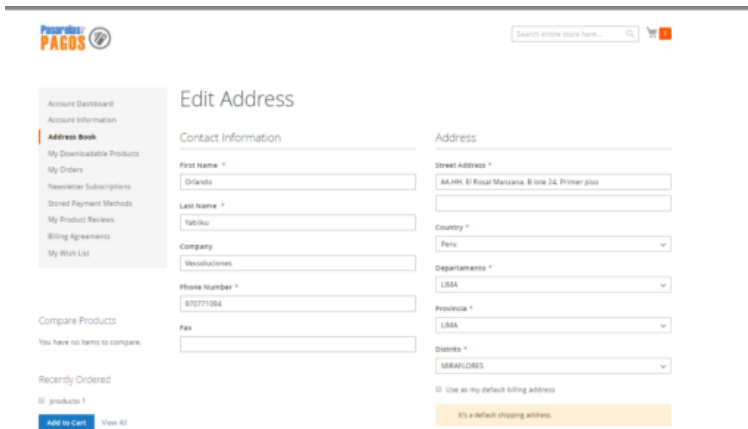 Pasarelas
PAGOS
Search entire store here...
1
Account Dashboard
Account Information
Address Book
My Downloadable Products
My Orders
Newsletter Subscriptions
Stored Payment Methods
My Product Reviews
Billing Agreements
My Wish List
Compare Products
You have no items to compare.
Recently Ordered
producto 1
Add to Cart View All
Edit Address
Contact Information
First Name *
Orlando
Last Name *
Yabiku
Company
Vexsoluciones
Phone Number *
970771094
Fax
Address
Street Address *
AA.HH. El Rosal Manzana. B lote 24, Primer piso
Country *
Peru
Departamento *
LIMA
Provincia *
LIMA
Distrito *
MIRAFLORES
Use as my default billing address
It's a default shipping address.